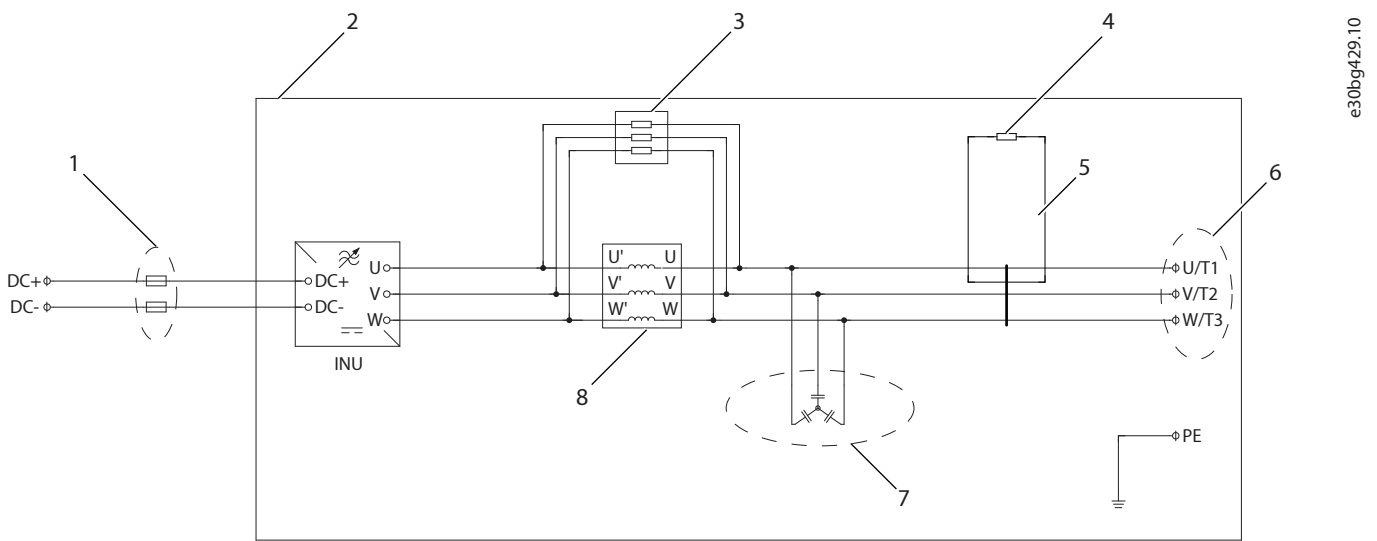 2
3
4
e30bg429.10
1
5
6
U'
U
U
U/T1
DC+
DC+
V'
V
V
V/T2
DC-
DC-
W'
W
W
W/T3
INU
8
PE
7